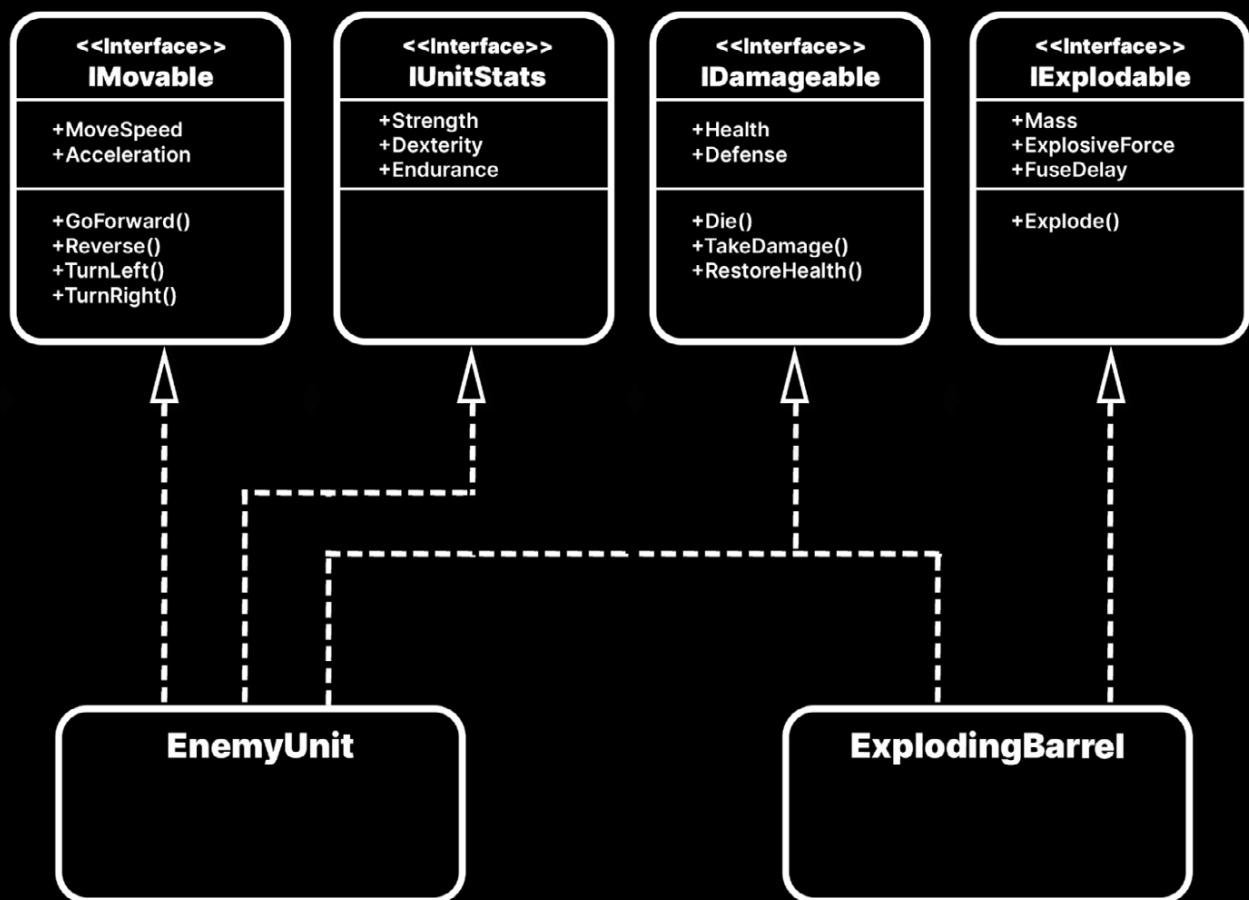 <<Interface>>
IMovable
+MoveSpeed
+Acceleration
+GoForward()
+Reverse()
+TurnLeft()
+TurnRight()
<<Interface>>
IUnitStats
+Strength
+Dexterity
+Endurance
<<Interface>>
IDamageable
+Health
+Defense
+Die()
+TakeDamage()
+RestoreHealth()
<<Interface>>
IExplodable
+Mass
+ExplosiveForce
+FuseDelay
+Explode()
EnemyUnit
ExplodingBarrel